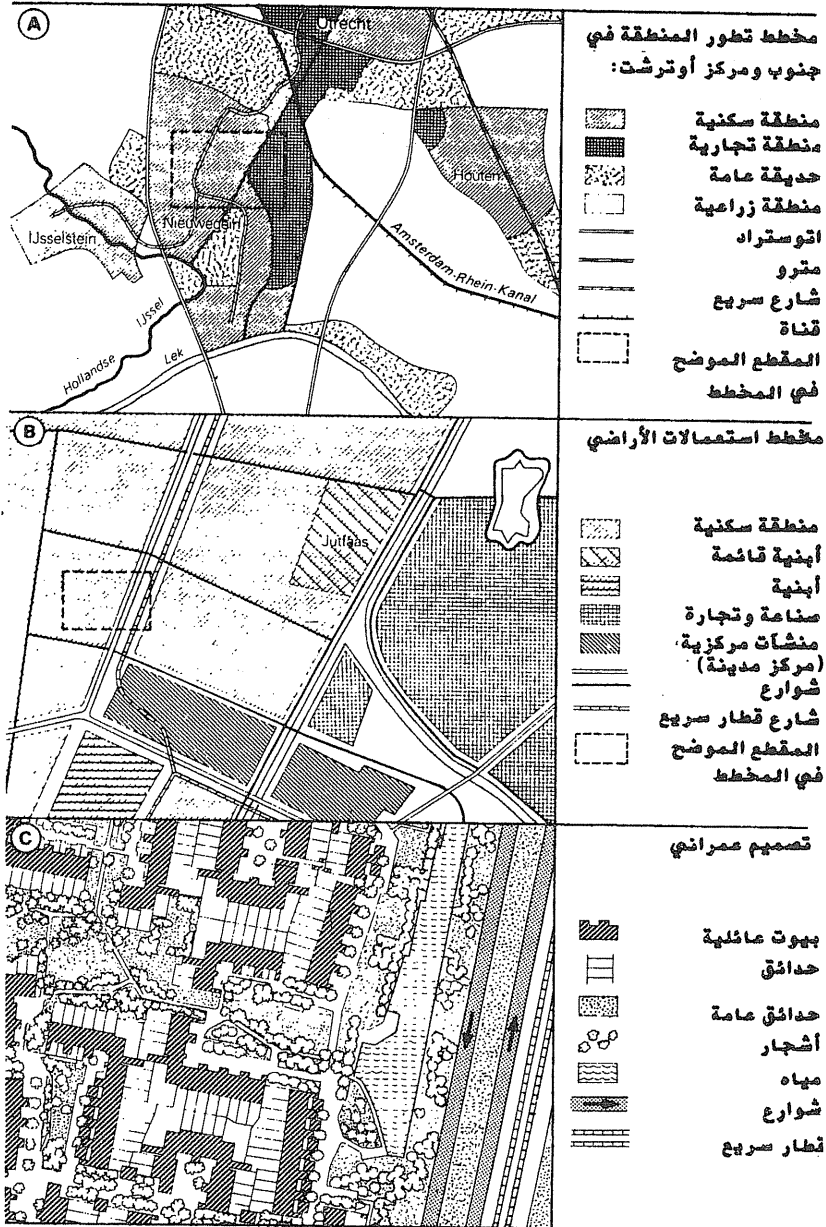 A
Utrecht
Houten
IJsselstein
Nieuwegein
Amsterdam-Rhein-Kanal
Hollandse IJssel
Lek
مخطط تطور المنطقة في
جنوب ومركز أوترشت:
منطقة سكنية
منطقة تجارية
حديقة عامة
منطقة زراعية
اتوستراد
مترو
شارع سريع
قناة
المقطع الموضح
في المخطط
B
Jutfaas
مخطط استعمالات الأراضي
منطقة سكنية
أبنية قائمة
أبنية
صناعة وتجارة
منشآت مركزية
(مركز مدينة)
شوارع
شارع قطار سريع
المقطع الموضح
في المخطط
C
تصميم عمراني
بيوت عائلية
حدائق
حدائق عامة
أشجار
مياه
شوارع
قطار سريع